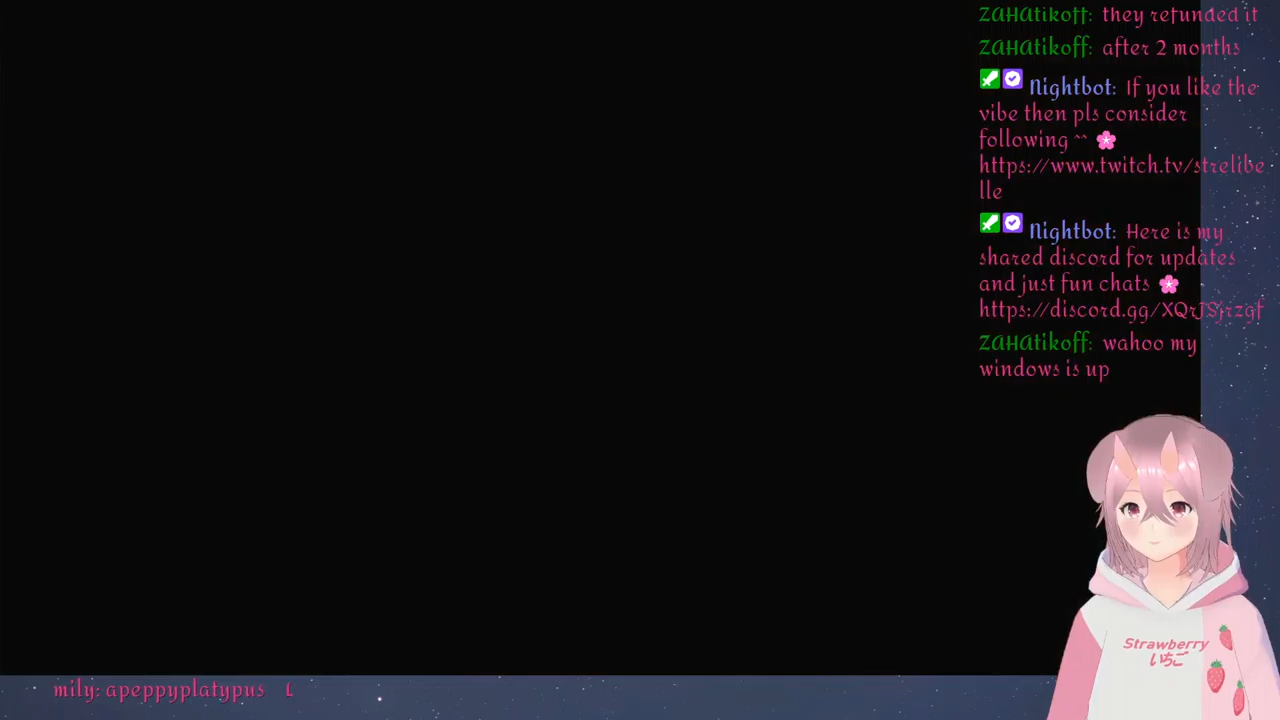 ZAHAtikoff: they refunded it
ZAHAtikoff: after 2 months
Nightbot: If you like the
vibe then pls consider
following ^^ 🌸
https://www.twitch.tv/strelibe
lle
Nightbot: Here is my
shared discord for updates
and just fun chats 🌸
https://discord.gg/XQrJSjrzgf
ZAHAtikoff: wahoo my
windows is up
Strawberry
いちご
mily: apeppyplatypus L